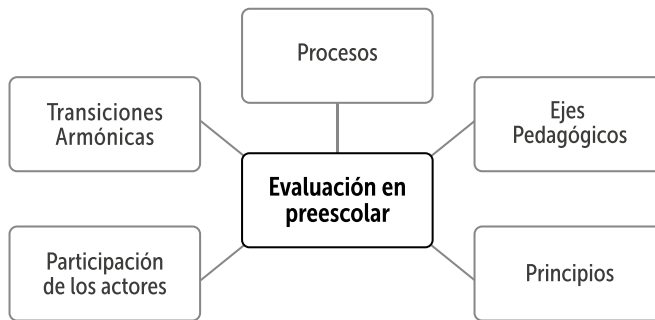 Procesos
Transiciones
Armónicas
Ejes
Pedagógicos
Evaluación en
preescolar
Participación
de los actores
Principios